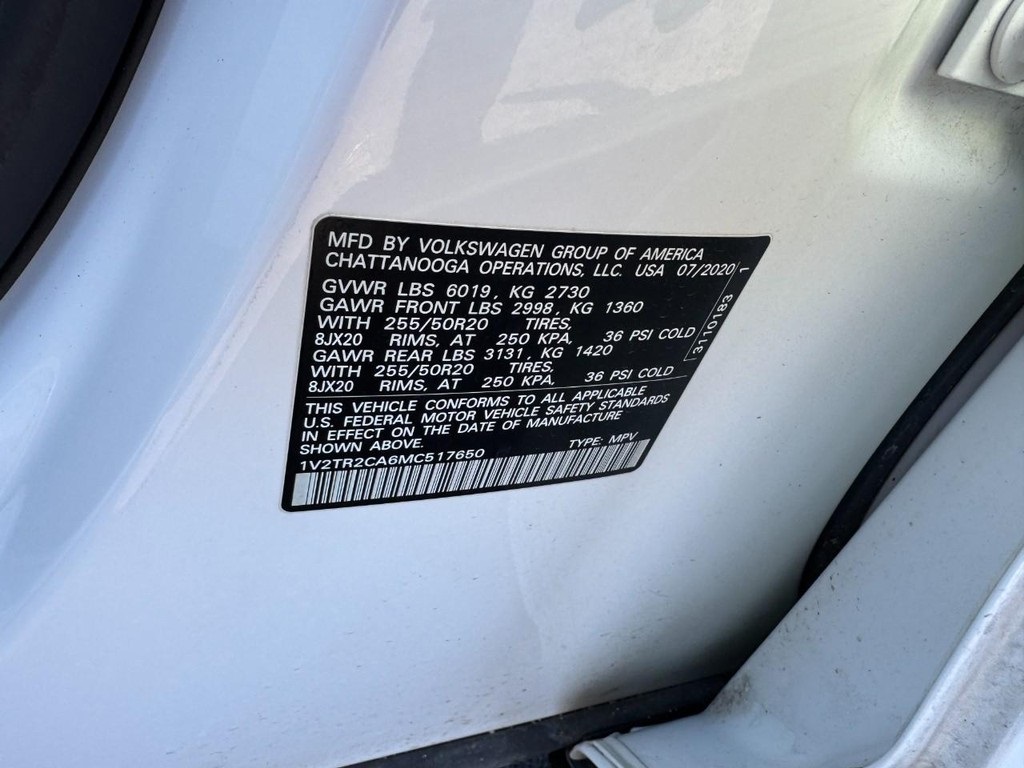 MFD BY VOLKSWAGEN GROUP OF AMERICA
CHATTANOOGA OPERATIONS, LLC. USA 07/2020
GVWR LBS 6019, KG 2730
GAWR FRONT LBS 2998, KG 1360
WITH 255/50R20 TIRES,
8JX20 RIMS, AT 250 KPA, 36 PSI COLD
GAWR REAR LBS 3131, KG 1420
WITH 255/50R20 TIRES,
8JX20 RIMS, AT 250 KPA, 36 PSI COLD
3110183 1
THIS VEHICLE CONFORMS TO ALL APPLICABLE
U.S. FEDERAL MOTOR VEHICLE SAFETY STANDARDS
IN EFFECT ON THE DATE OF MANUFACTURE
SHOWN ABOVE.
1V2TR2CA6MC517650 TYPE: MPV